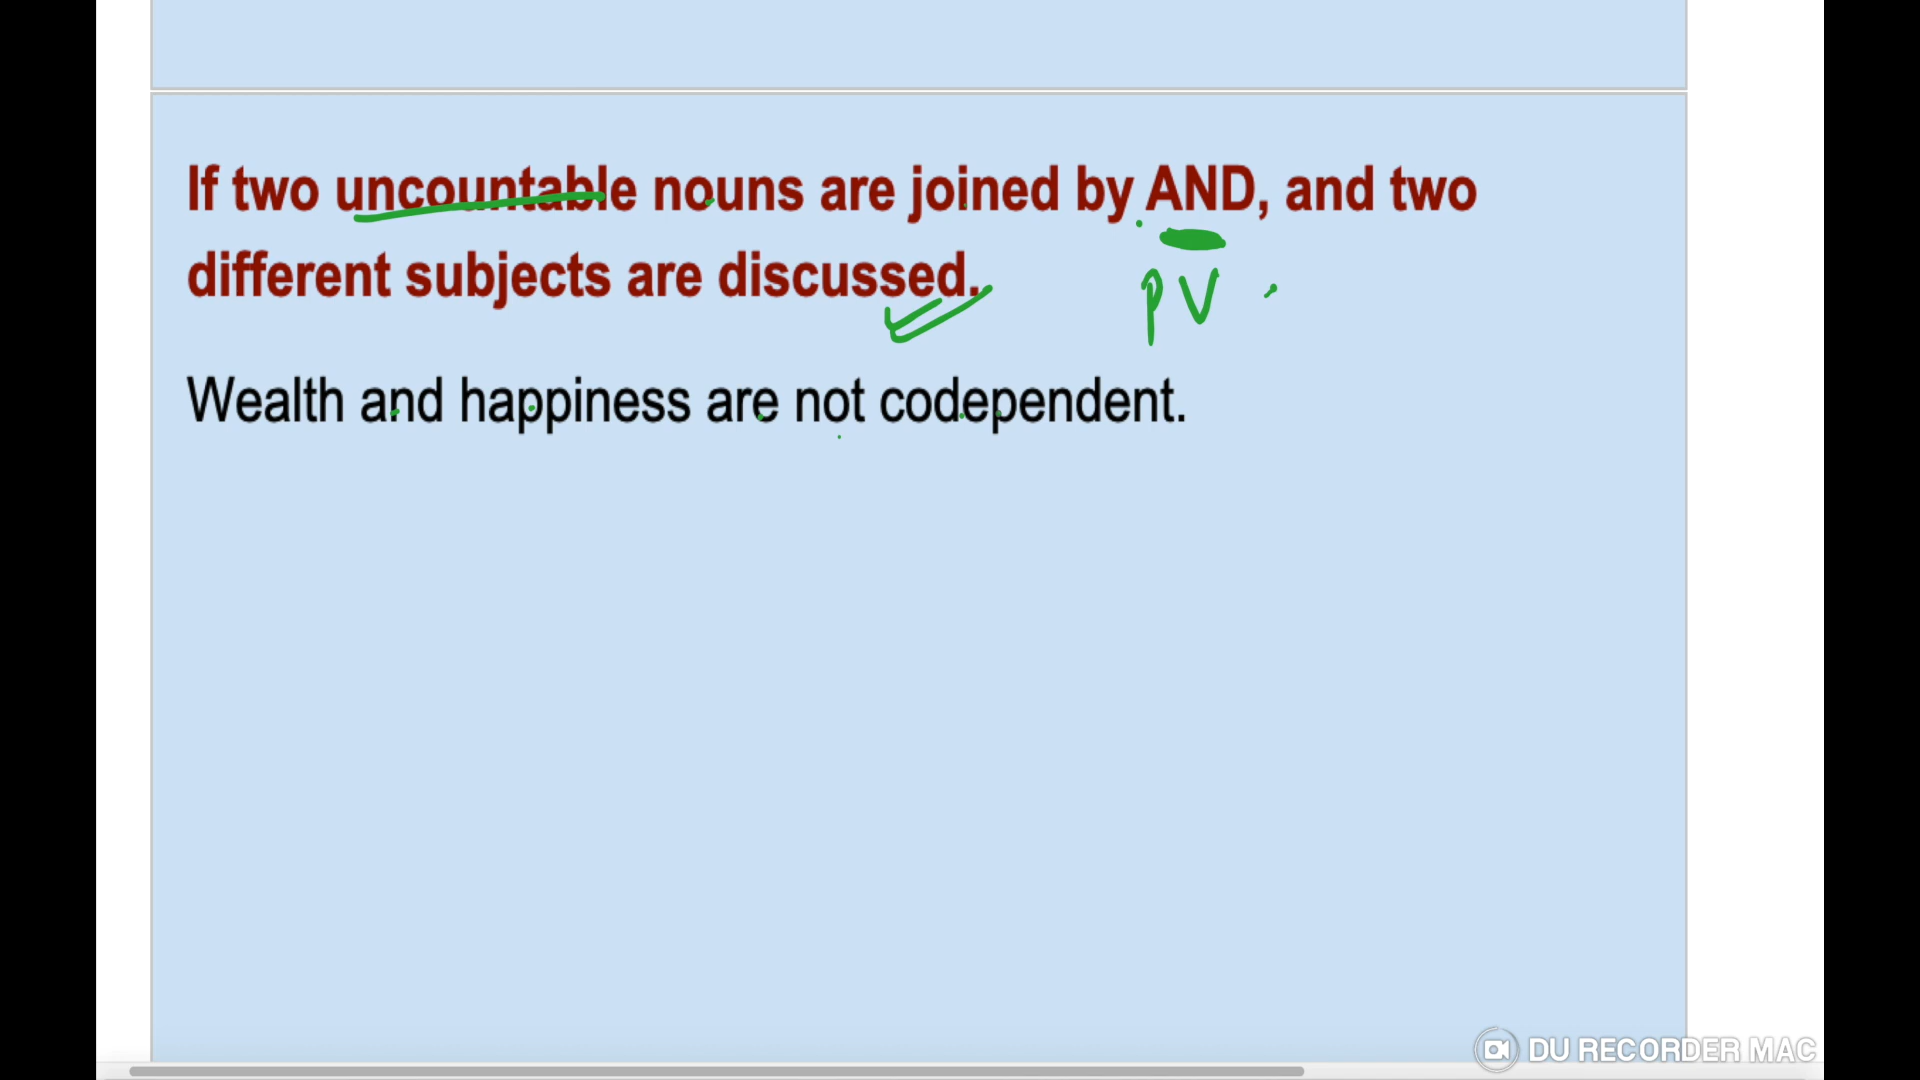 If two uncountable nouns are joined by AND, and two
different subjects are discussed.
PV
Wealth and happiness are not codependent.
DU RECORDER MAC